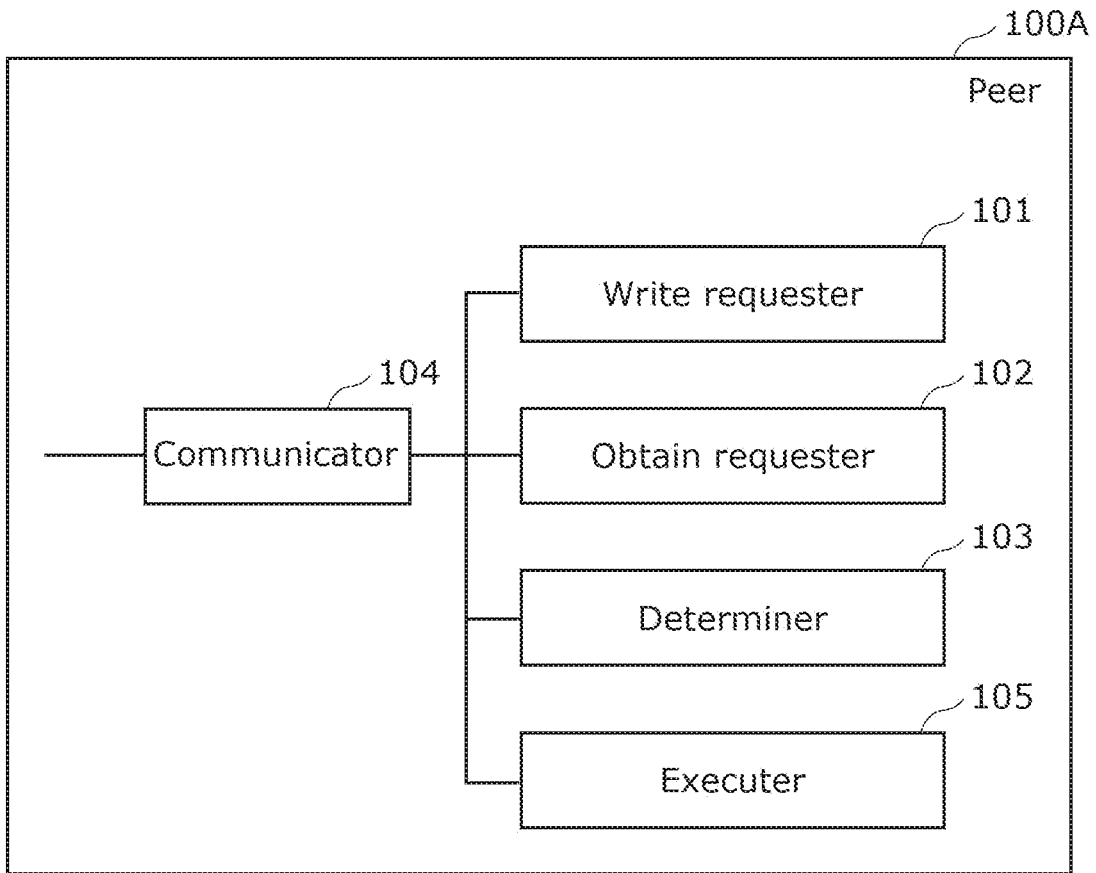 100A
Peer
101
Write requester
104
102
Communicator
Obtain requester
103
Determiner
105
Executer